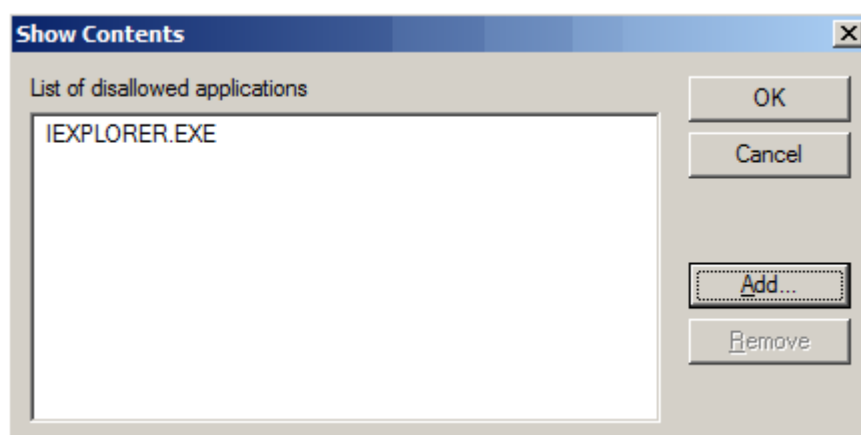 Show Contents
List of disallowed applications
IEXPLORER.EXE
OK
Cancel
Add...
Remove